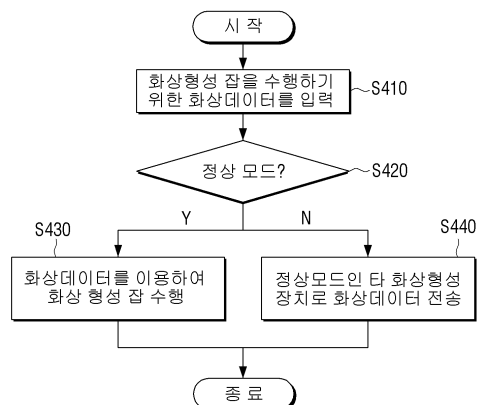 시 작
화상형성 잡을 수행하기
위한 화상데이터를 입력
S410
정상 모드?
S420
Y
N
S430
화상데이터를 이용하여
화상 형성 잡 수행
S440
정상모드인 타 화상형성
장치로 화상데이터 전송
종 료